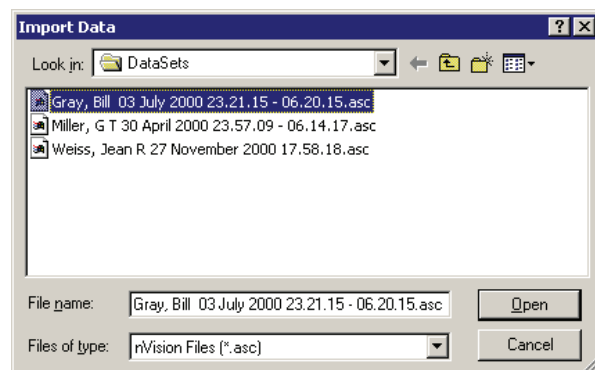 Import Data
Look in: DataSets
Gray, Bill 03 July 2000 23.21.15 - 06.20.15.asc
Miller, G T 30 April 2000 23.57.09 - 06.14.17.asc
Weiss, Jean R 27 November 2000 17.58.18.asc
File name: Gray, Bill 03 July 2000 23.21.15 - 06.20.15.asc Open
Files of type: nVision Files (*.asc) Cancel